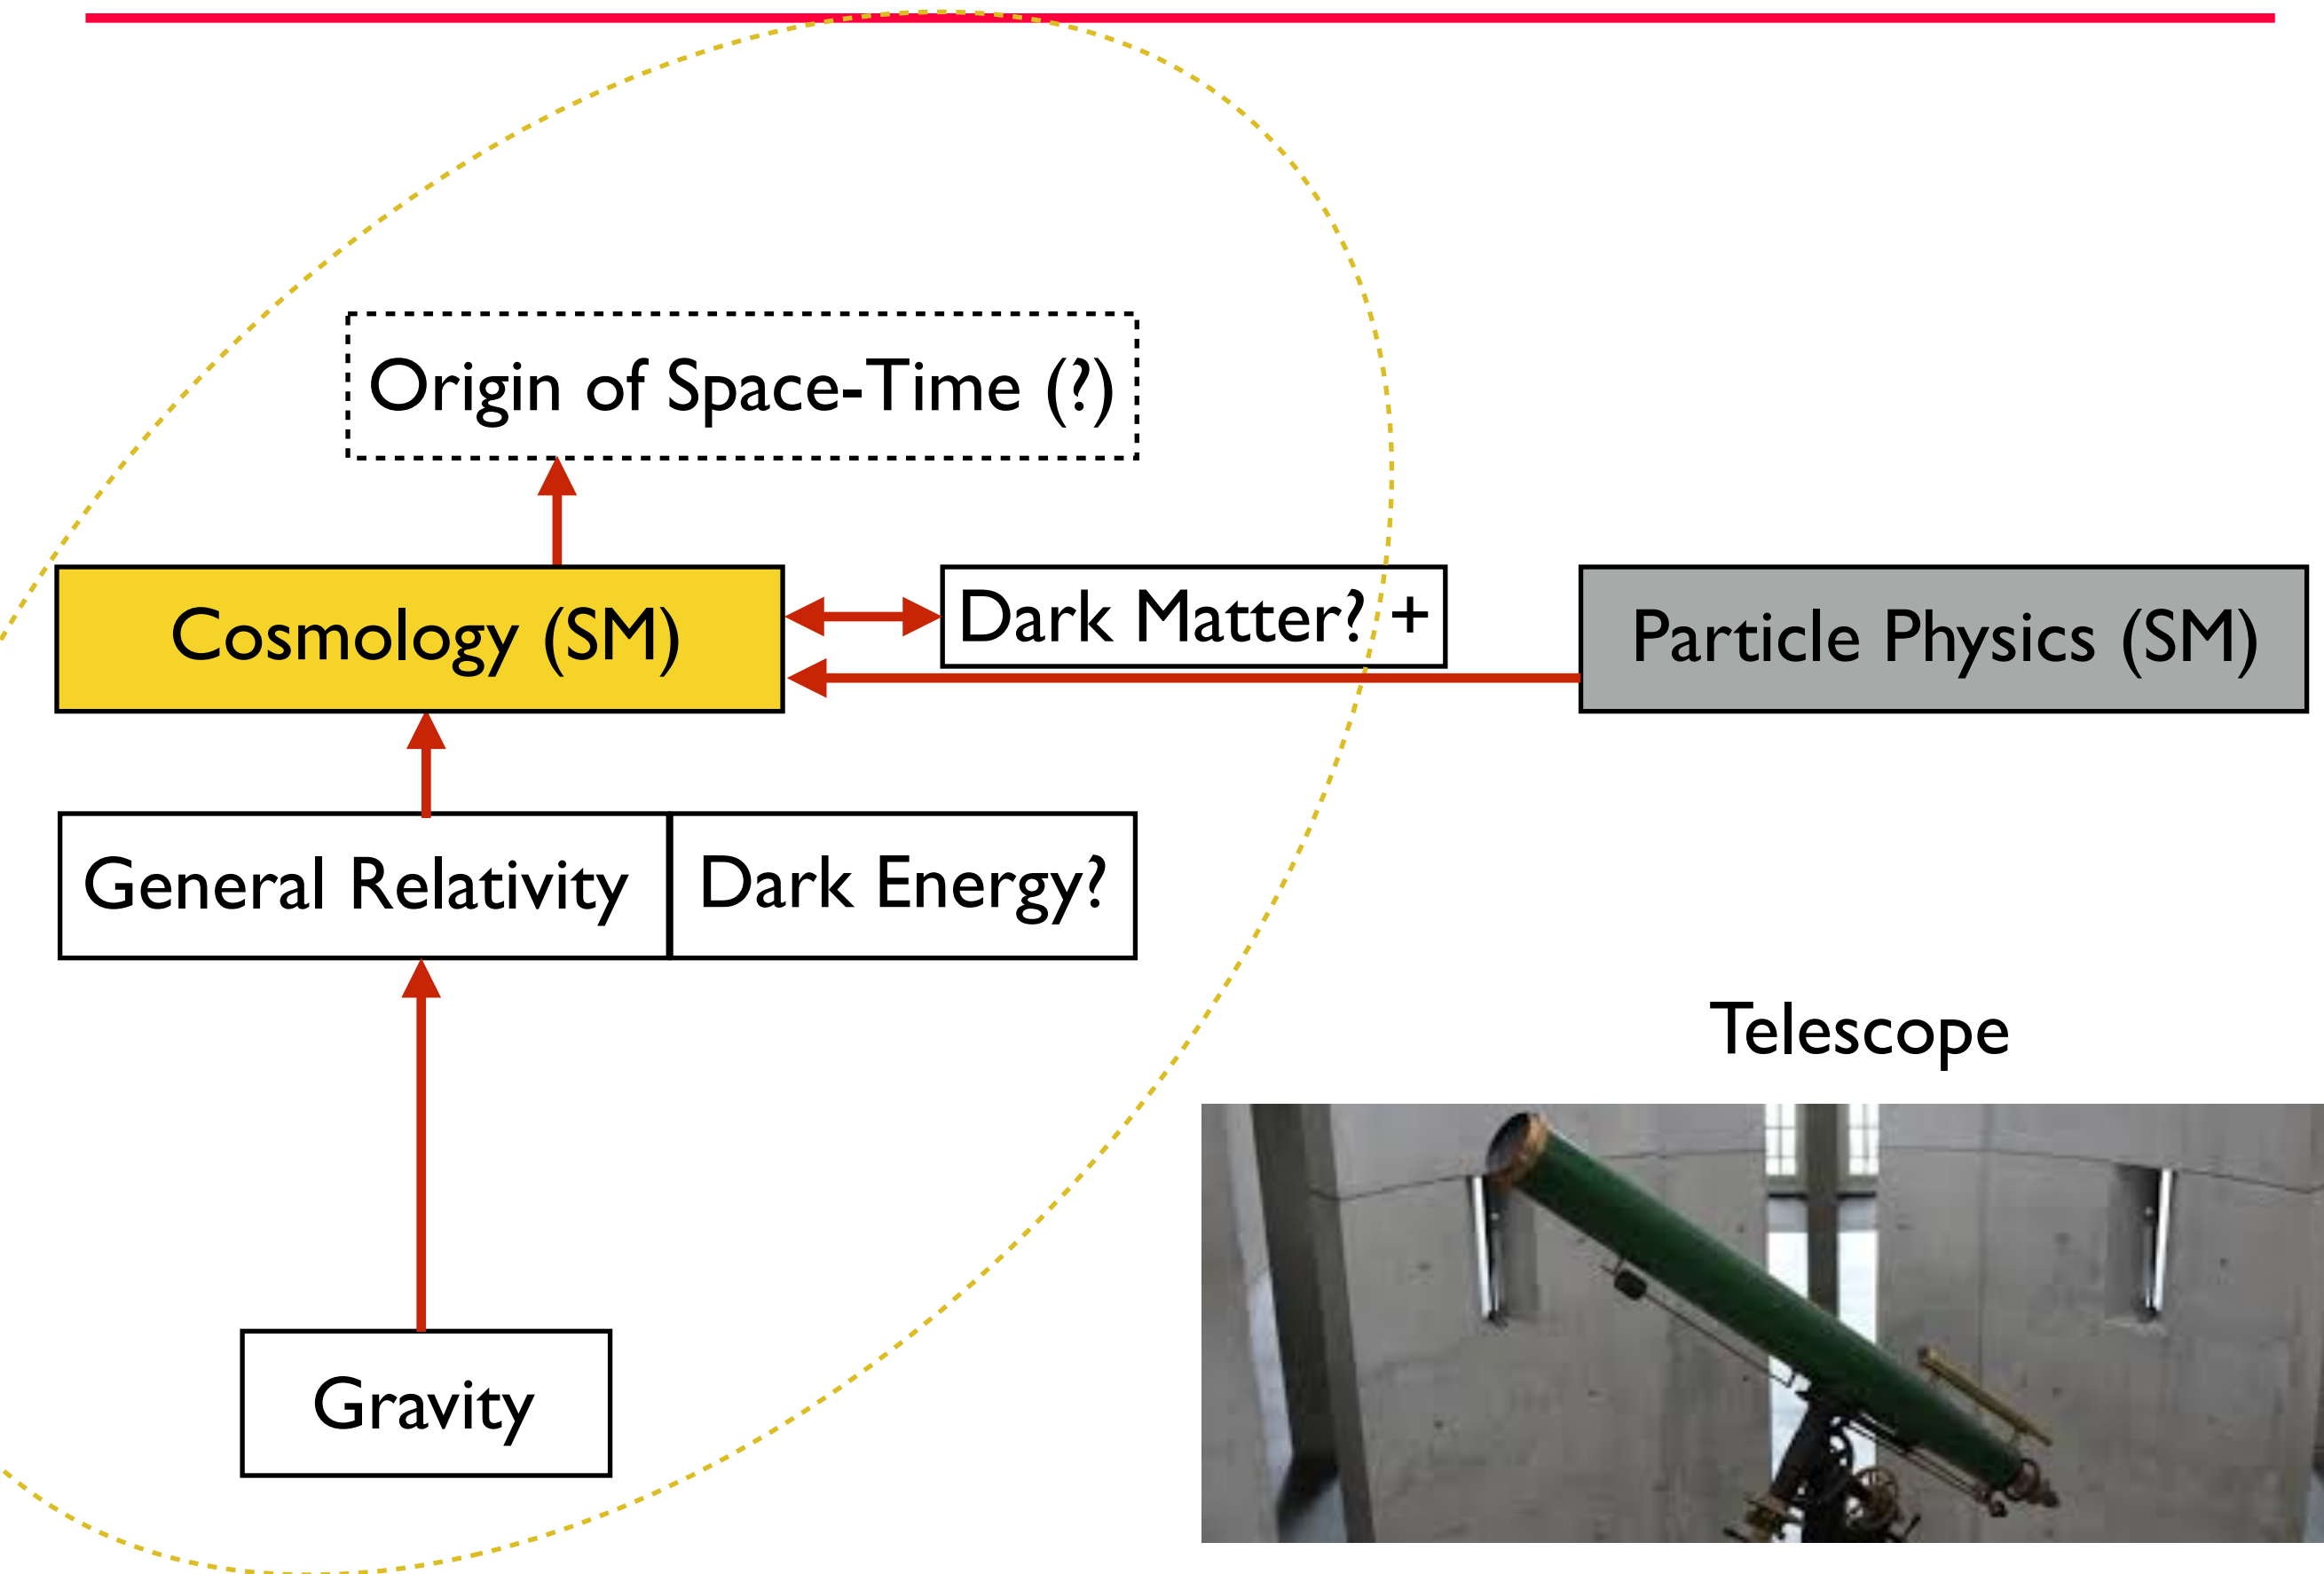 Origin of Space-Time (?)
Cosmology (SM)
Dark Matter? +
Particle Physics (SM)
General Relativity
Dark Energy?
Telescope
Gravity